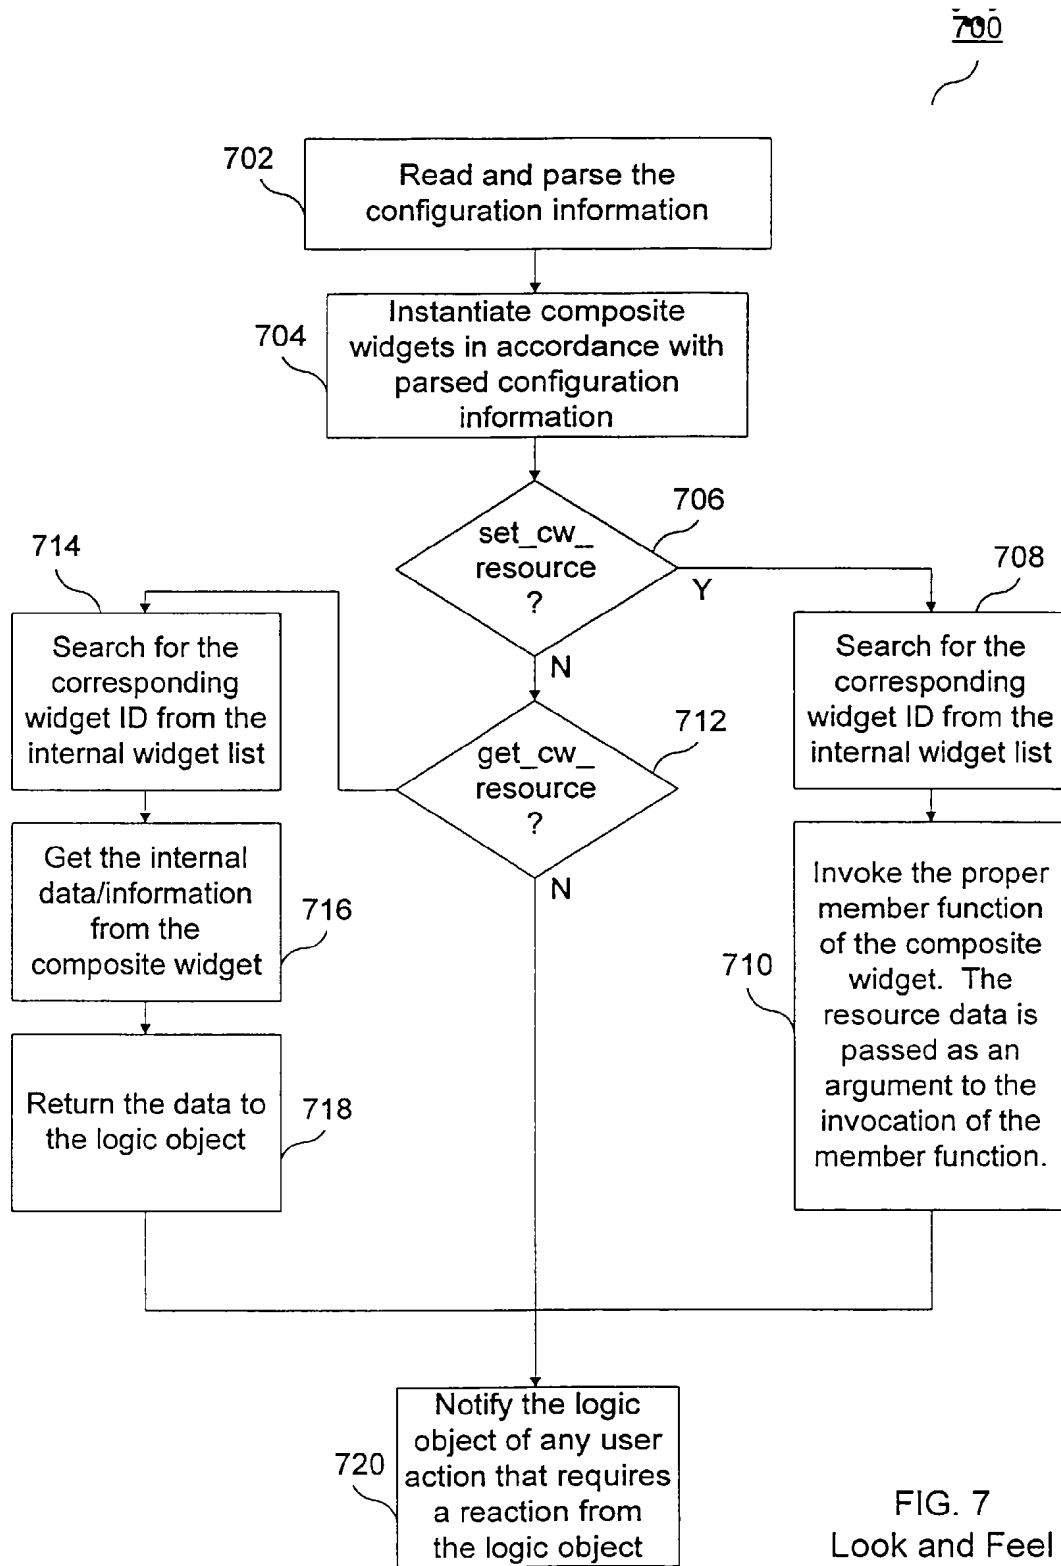 700
702
Read and parse the
configuration information
704
Instantiate composite
widgets in accordance with
parsed configuration
information
706
set_cw_
resource
?
Y
N
708
Search for the
corresponding
widget ID from the
internal widget list
710
Invoke the proper
member function
of the composite
widget. The
resource data is
passed as an
argument to the
invocation of the
member function.
712
get_cw_
resource
?
N
714
Search for the
corresponding
widget ID from the
internal widget list
716
Get the internal
data/information
from the
composite widget
718
Return the data to
the logic object
720
Notify the logic
object of any user
action that requires
a reaction from
the logic object
FIG. 7
Look and Feel